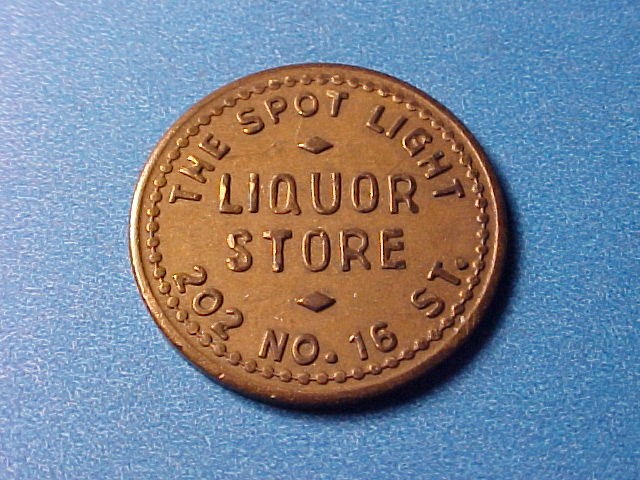 THE SPOT LIGHT
LIQUOR
STORE
202 NO. 16 ST.